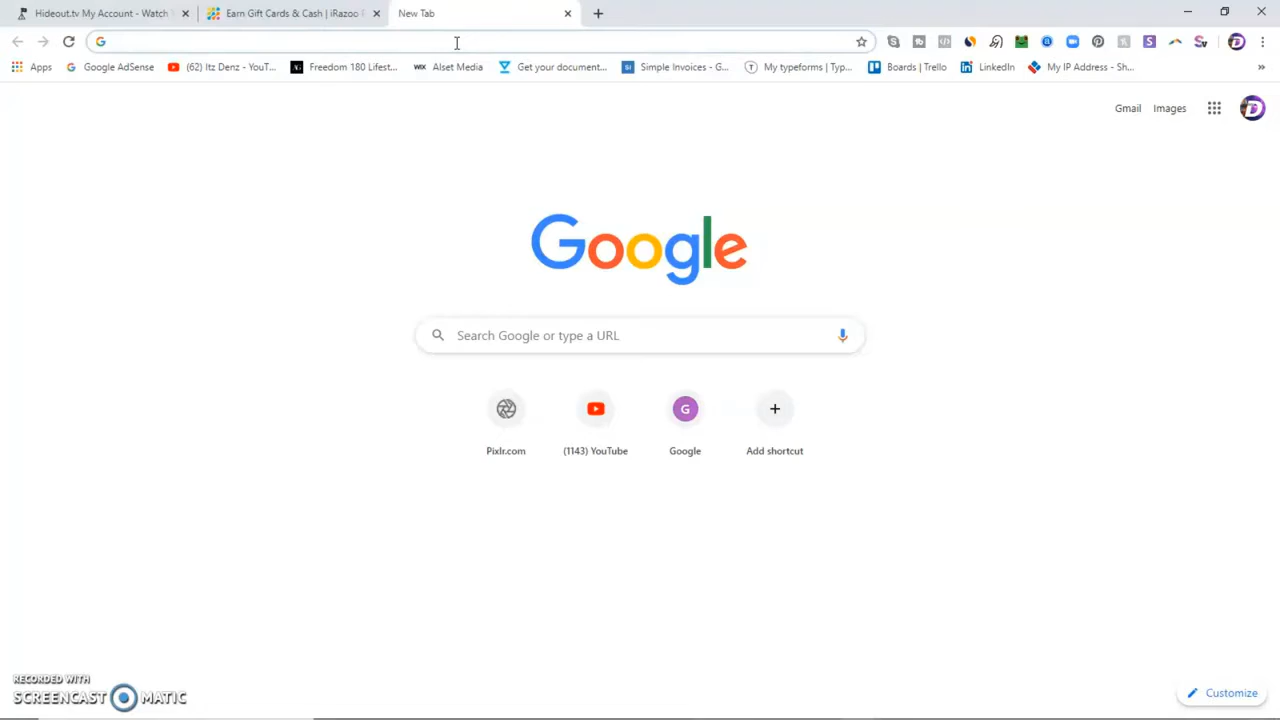 Hideout.tv My Account - Watch
Earn Gift Cards & Cash | iRazoo
New Tab
Apps
Google AdSense
(62) Itz Denz - YouT...
Freedom 180 Lifest...
WIX Alset Media
Get your document...
Simple Invoices - G...
My typeforms | Typ...
Boards | Trello
LinkedIn
My IP Address - Sh...
Gmail
Images
D
Google
Search Google or type a URL
G
Pixlr.com
(1143) YouTube
Google
Add shortcut
RECORDED WITH
SCREENCAST MATIC
Customize